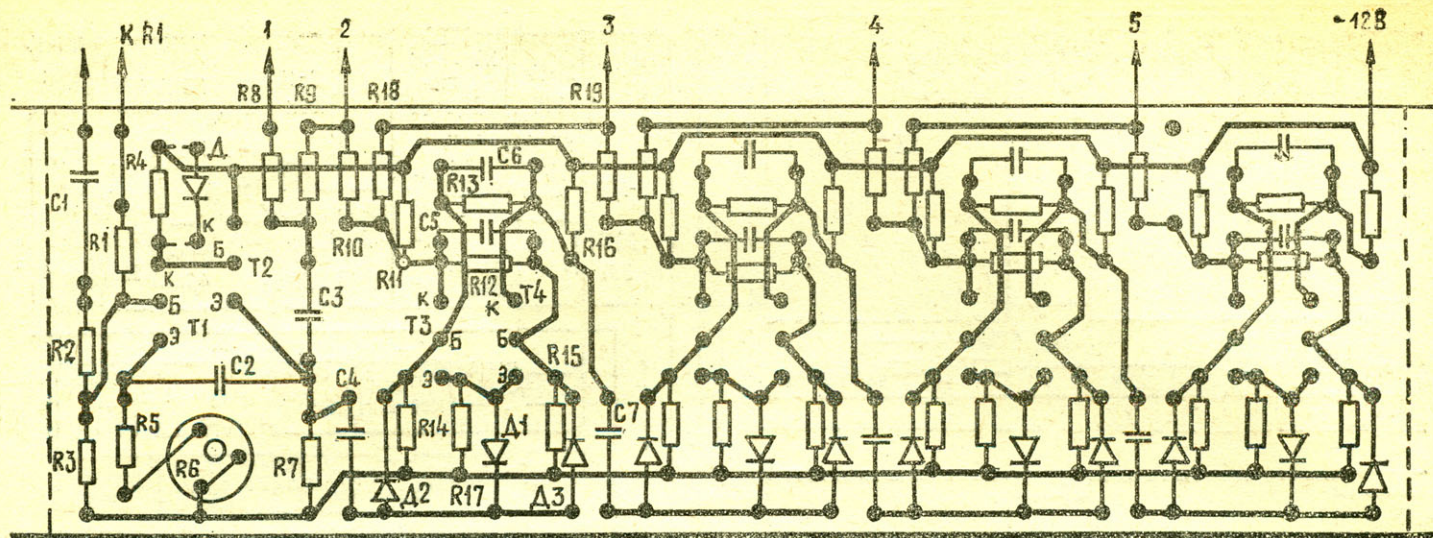 К R1 1 2 3 4 5 -12В
R8 R9 R18 R19
R4 Д C6
C1 R13
R1 К Б C5
R10 R16
К T2 R11
Э C3 R12
Б К К T4
T1 T3
R2 Э Б Б
C2 R15
C4 Э Э
R5 R14 Д1 C7
R3 R6 R7
Д2 R17 Д3